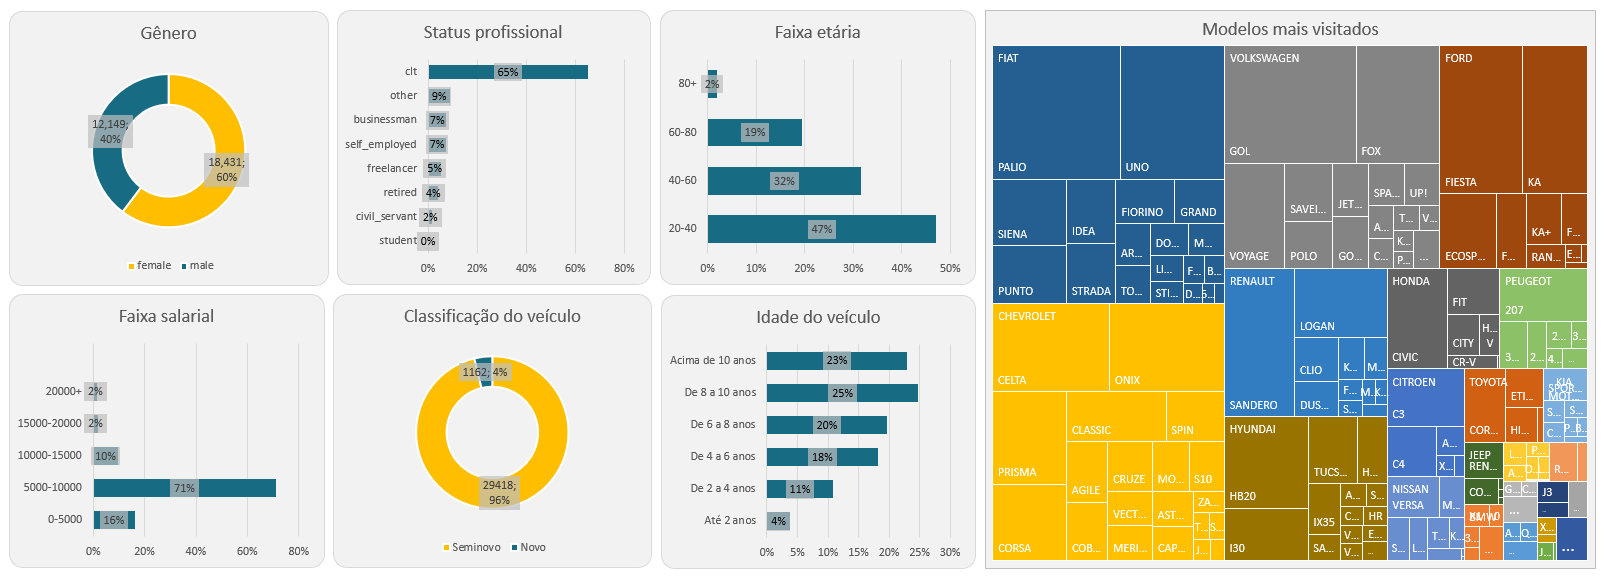 Gênero
12,149;
40%
18,431;
60%
female
male
Status profissional
clt
65%
other
9%
businessman
7%
self_employed
7%
freelancer
5%
retired
4%
civil_servant
2%
student
0%
0%
20%
40%
60%
80%
Faixa etária
80+
2%
60-80
19%
40-60
32%
20-40
47%
0%
10%
20%
30%
40%
50%
Faixa salarial
20000+
2%
15000-20000
2%
10000-15000
10%
5000-10000
71%
0-5000
16%
0%
20%
40%
60%
80%
Classificação do veículo
1162; 4%
29418;
96%
Seminovo
Novo
Idade do veículo
Acima de 10 anos
23%
De 8 a 10 anos
25%
De 6 a 8 anos
20%
De 4 a 6 anos
18%
De 2 a 4 anos
11%
Até 2 anos
4%
0%
5%
10%
15%
20%
25%
30%
Modelos mais visitados
FIAT
PALIO
UNO
SIENA
IDEA
FIORINO
GRAND
PUNTO
STRADA
AR...
TO...
DO...
M...
LI...
STI...
F...
B...
D...
CHEVROLET
CELTA
ONIX
PRISMA
CORSA
CLASSIC
SPIN
AGILE
COB...
CRUZE
MO...
S10
VECT...
AST...
ZA...
MERI...
CAP...
T...
S...
J...
VOLKSWAGEN
GOL
FOX
VOYAGE
SAVEI...
POLO
JET...
GO...
SPA...
UP!
A...
T...
V...
C...
K...
P...
...
FORD
FIESTA
KA
ECOSP...
F...
KA+
F...
RAN...
E...
RENAULT
SANDERO
LOGAN
CLIO
DUS...
K...
M...
F...
M...
K...
S...
HYUNDAI
HB20
I30
TUCS...
H...
IX35
SA...
A...
S...
C...
HR
V...
E...
V...
...
HONDA
CIVIC
FIT
CITY
H...
V
CR-V
PEUGEOT
207
3...
2...
2...
3...
4...
...
CITROEN
C3
C4
A...
X...
TOYOTA
COR...
ETI...
HI...
KIA
SPOR...
MOT...
S...
S...
C...
P...
B...
NISSAN
VERSA
M...
S...
L...
T...
K...
JEEP
REN...
CO...
BMW
3...
...
L...
P...
A...
O...
R...
G...
C...
...
J3
...
A...
Q...
...
X...
J...
...